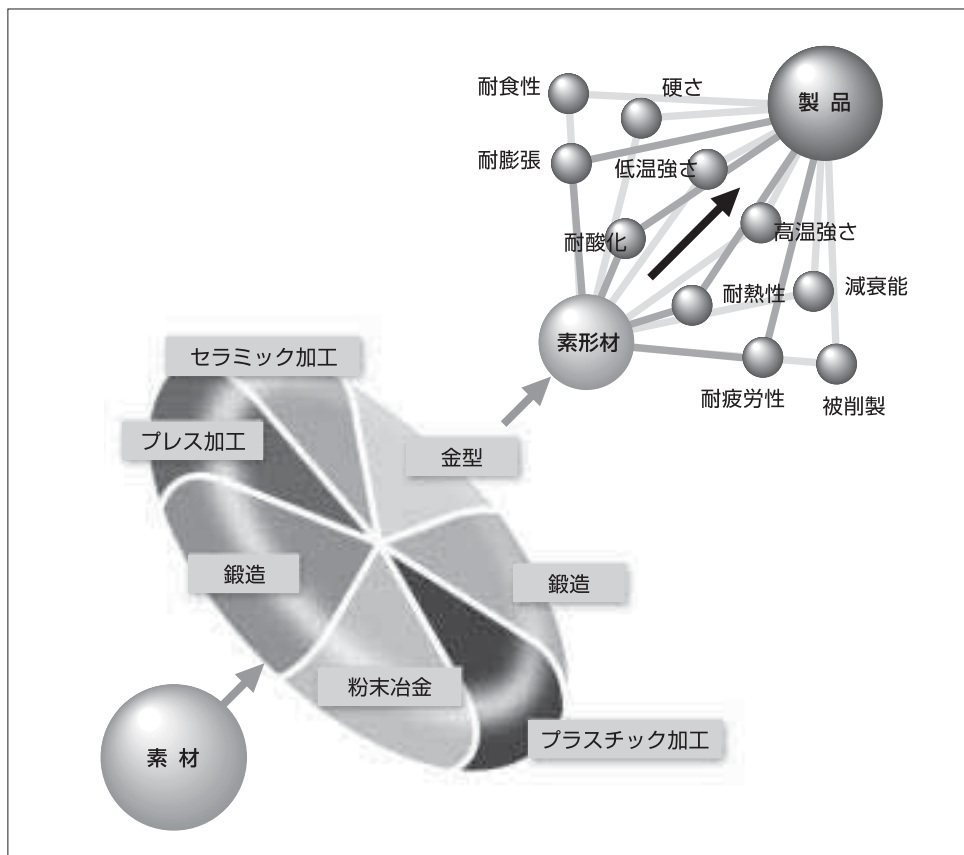 製品
耐食性
硬さ
耐膨張
低温強さ
耐酸化
高温強さ
耐熱性
減衰能
素形材
耐疲労性
被削製
セラミック加工
プレス加工
金型
鍛造
鍛造
粉末冶金
プラスチック加工
素材